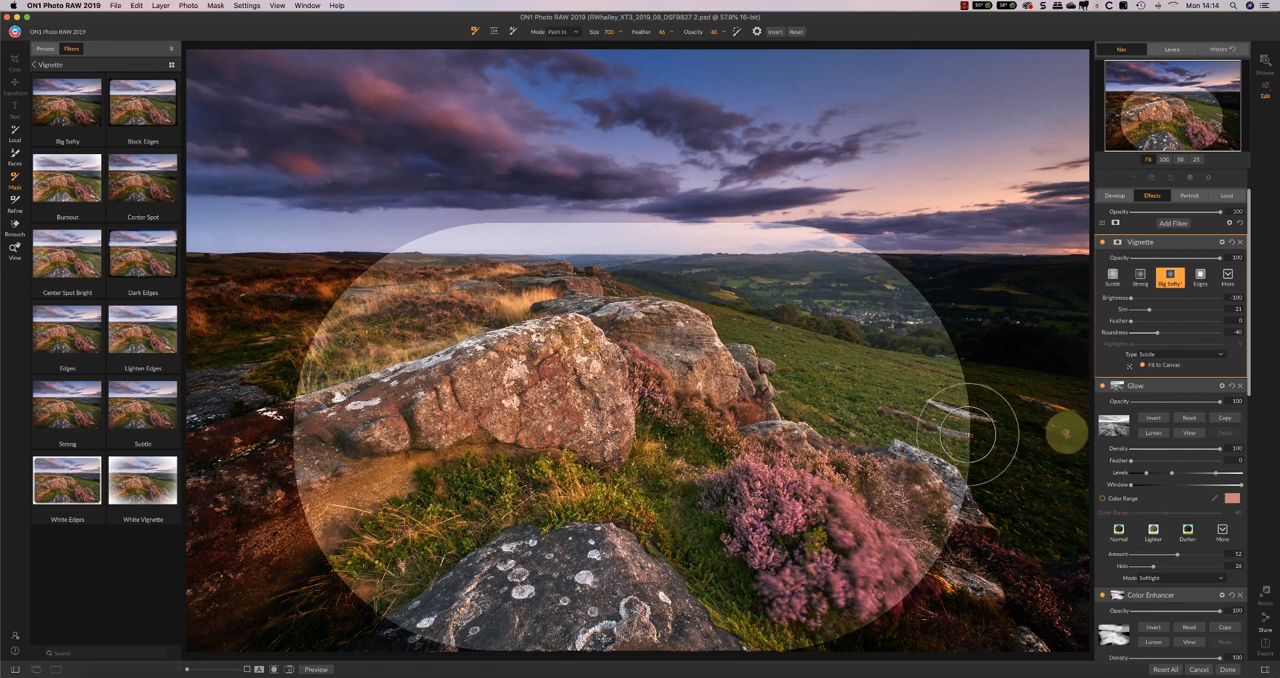 ON1 Photo RAW 2019 File Edit Layer Photo Mask Settings View Window Help
Mon 14:14
ON1 Photo RAW 2019 (RWhalley_XT3_2019_08_DSF9827 2.psd @ 57.9% 16-bit)
ON1 Photo RAW 2019
Mode Paint In Size 700 Feather 46 Opacity 40 Invert Reset
Presets Filters
Vignette
Big Softy Black Edges
Burnout Center Spot
Center Spot Bright Dark Edges
Edges Lighten Edges
Strong Subtle
White Edges White Vignette
Search
Crop
Transform
Text
Local
Faces
Mask
Refine
Retouch
View
Preview
Nav Levels History
Fit 100 50 25
Develop Effects Portrait Local
Opacity 100
Add Filter
Vignette
Opacity 100
Subtle Strong Big Softy* Edges More
Brightness -100
Size 21
Feather 0
Roundness -40
Highlights 0
Type Subtle
Fit to Canvas
Glow
Opacity 100
Invert Reset Copy
Lumen View Paste
Density 100
Feather 0
Levels
Window
Color Range
Color Range
Normal Lighter Darker More
Amount 52
Halo 26
Mode Softlight
Color Enhancer
Opacity 100
Invert Reset Copy
Lumen View
Density 100
Reset All Cancel Done
Browse
Edit
Resize
Share
Export